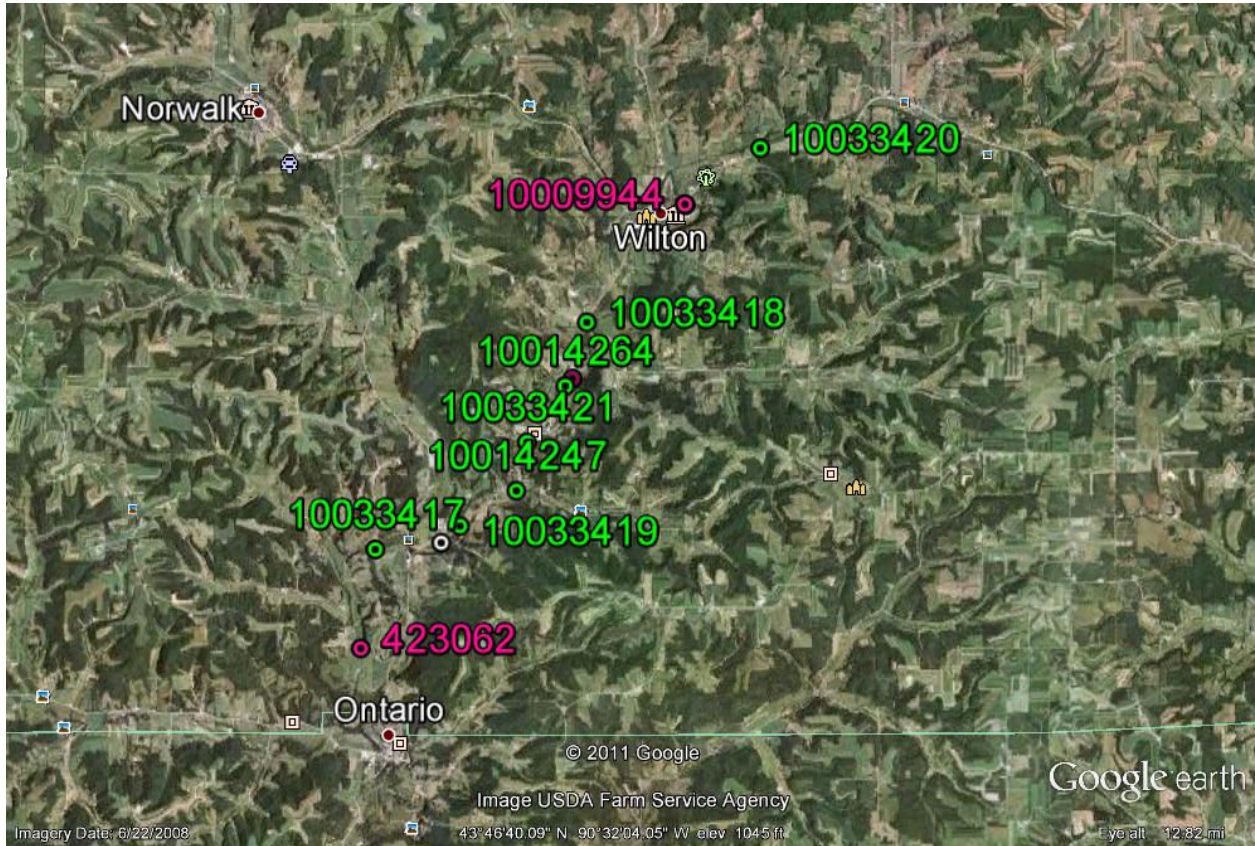 Norwalk
10033420
10009944
Wilton
10033418
10014264
10033421
10014247
10033417
10033419
423062
Ontario
© 2011 Google
Google earth
Image USDA Farm Service Agency
Imagery Date: 6/22/2008
43°46'40.09" N 90°32'04.05" W elev 1045 ft
Eye alt 12.82 mi